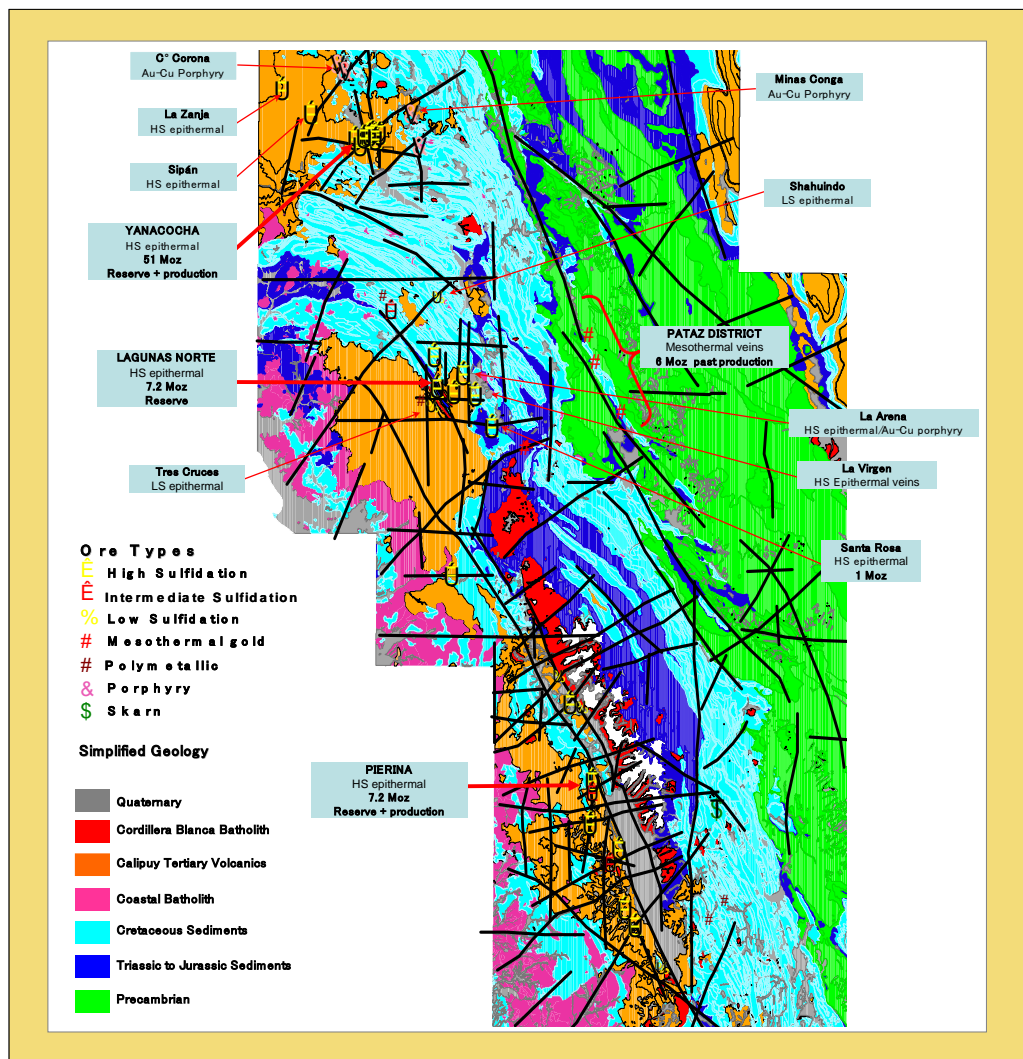 C° Corona
Au-Cu Porphyry
La Zanja
HS epithermal
Sipán
HS epithermal
YANACOCHA
HS epithermal
51 Moz
Reserve + production
Minas Conga
Au-Cu Porphyry
Shahuindo
LS epithermal
PATAZ DISTRICT
Mesothermal veins
6 Moz past production
LAGUNAS NORTE
HS epithermal
7.2 Moz
Reserve
La Arena
HS epithermal/Au-Cu porphyry
La Virgen
HS Epithermal veins
Tres Cruces
LS epithermal
Santa Rosa
HS epithermal
1 Moz
Ore Types
É High Sulfidation
Ê Intermediate Sulfidation
% Low Sulfidation
# Mesothermal gold
# Polymetallic
& Porphyry
$ Skarn
PIERINA
HS epithermal
7.2 Moz
Reserve + production
Simplified Geology
Quaternary
Cordillera Blanca Batholith
Calipuy Tertiary Volcanics
Coastal Batholith
Cretaceous Sediments
Triassic to Jurassic Sediments
Precambrian